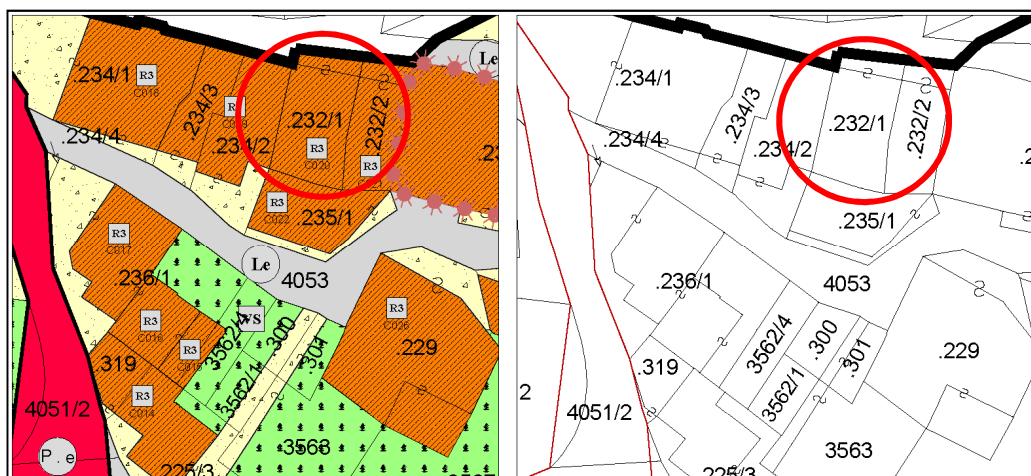 Le
.234/1
R3
C018
.234/3
R3
.232/1
.232/2
.234/4
.234/2
R3
C020
R3
R3
C022
.235/1
R3
C017
Le
4053
.236/1
VS
R3
C016
R3
C015
3562/4
.300
.301
R3
C026
.229
.319
R3
C014
3562/1
4051/2
P.e
3563
225/3
.234/1
.234/3
.232/1
.232/2
.234/4
.234/2
.235/1
.236/1
4053
3562/4
.300
.301
.229
.319
3562/1
2
4051/2
3563
225/3